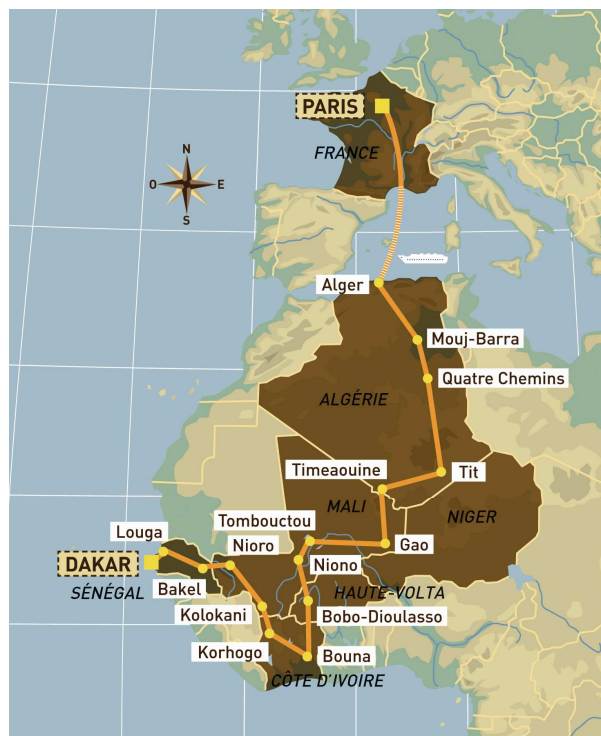 PARIS
FRANCE
N
O
E
S
Alger
Mouj-Barra
Quatre Chemins
ALGÉRIE
Timeaouine
Tit
MALI
NIGER
Tombouctou
Louga
Nioro
Gao
DAKAR
Niono
SÉNÉGAL
Bakel
HAUTE-VOLTA
Kolokani
Bobo-Dioulasso
Korhogo
Bouna
CÔTE D'IVOIRE